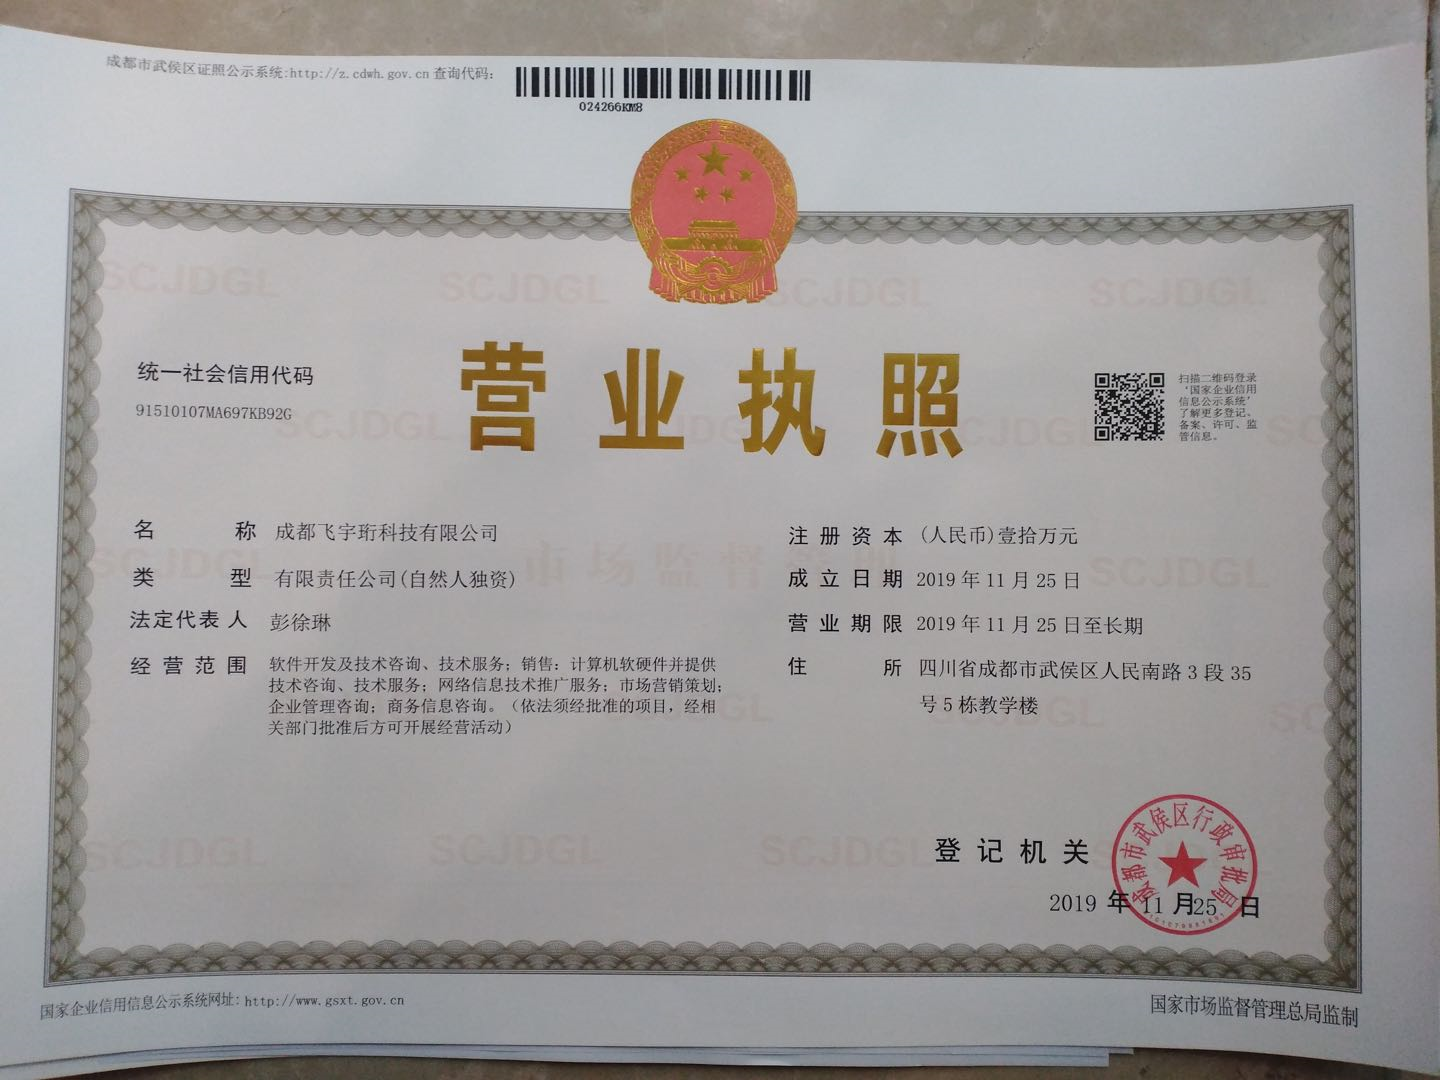 成都市武侯区证照公示系统:http://z.cdwh.gov.cn 查询代码:
024266KM8
营业执照
统一社会信用代码
91510107MA697KB92G
扫描二维码登录
‘国家企业信用
信息公示系统’
了解更多登记、
备案、许可、监
管信息。
名称 成都飞宇珩科技有限公司
类型 有限责任公司(自然人独资)
法定代表人 彭徐琳
经营范围 软件开发及技术咨询、技术服务;销售:计算机软硬件并提供
技术咨询、技术服务;网络信息技术推广服务;市场营销策划;
企业管理咨询;商务信息咨询。(依法须经批准的项目,经相
关部门批准后方可开展经营活动)
注册资本 (人民币)壹拾万元
成立日期 2019年11月25日
营业期限 2019年11月25日至长期
住所 四川省成都市武侯区人民南路3段35
号5栋教学楼
登记机关
成都市武侯区行政审批局
2019年11月25日
国家企业信用信息公示系统网址:http://www.gsxt.gov.cn
国家市场监督管理总局监制
SCJDGL